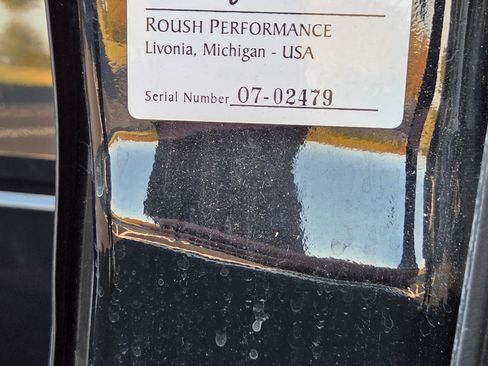 ROUSH PERFORMANCE
Livonia, Michigan - USA
Serial Number 07-02479